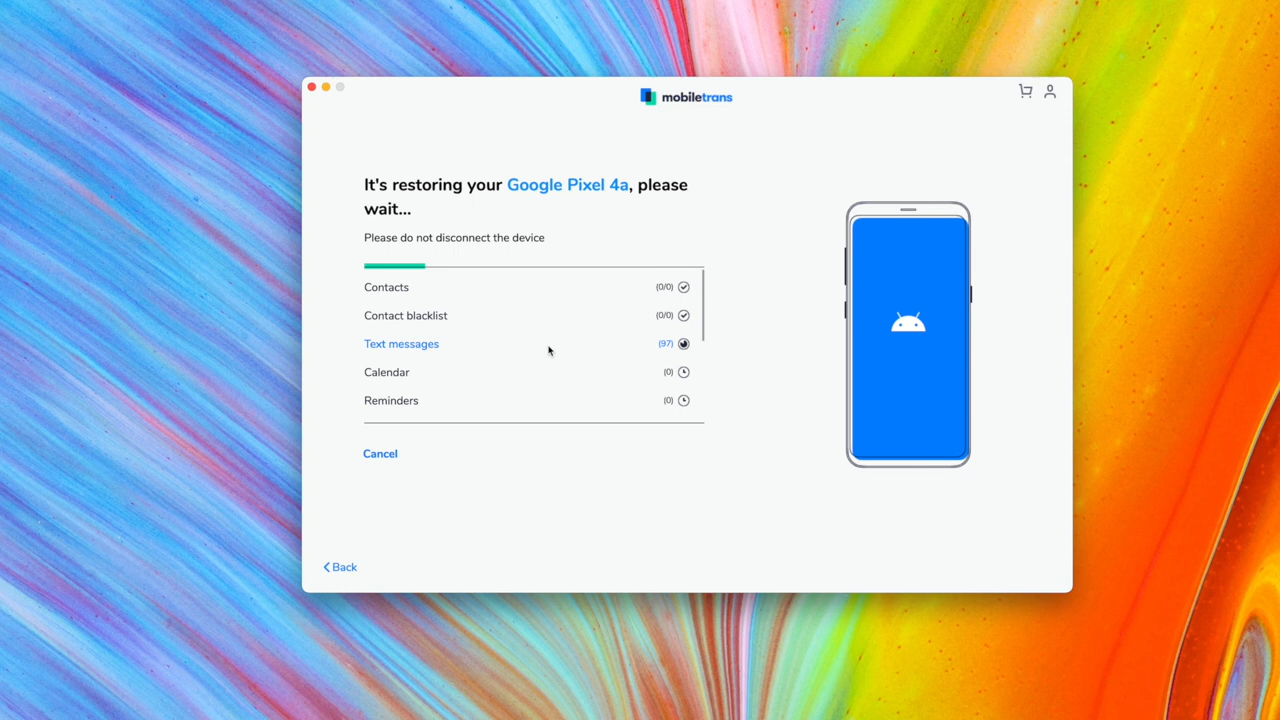 mobiletrans
It's restoring your Google Pixel 4a, please
wait...
Please do not disconnect the device
Contacts (0/0)
Contact blacklist (0/0)
Text messages (97)
Calendar (0)
Reminders (0)
Cancel
Back